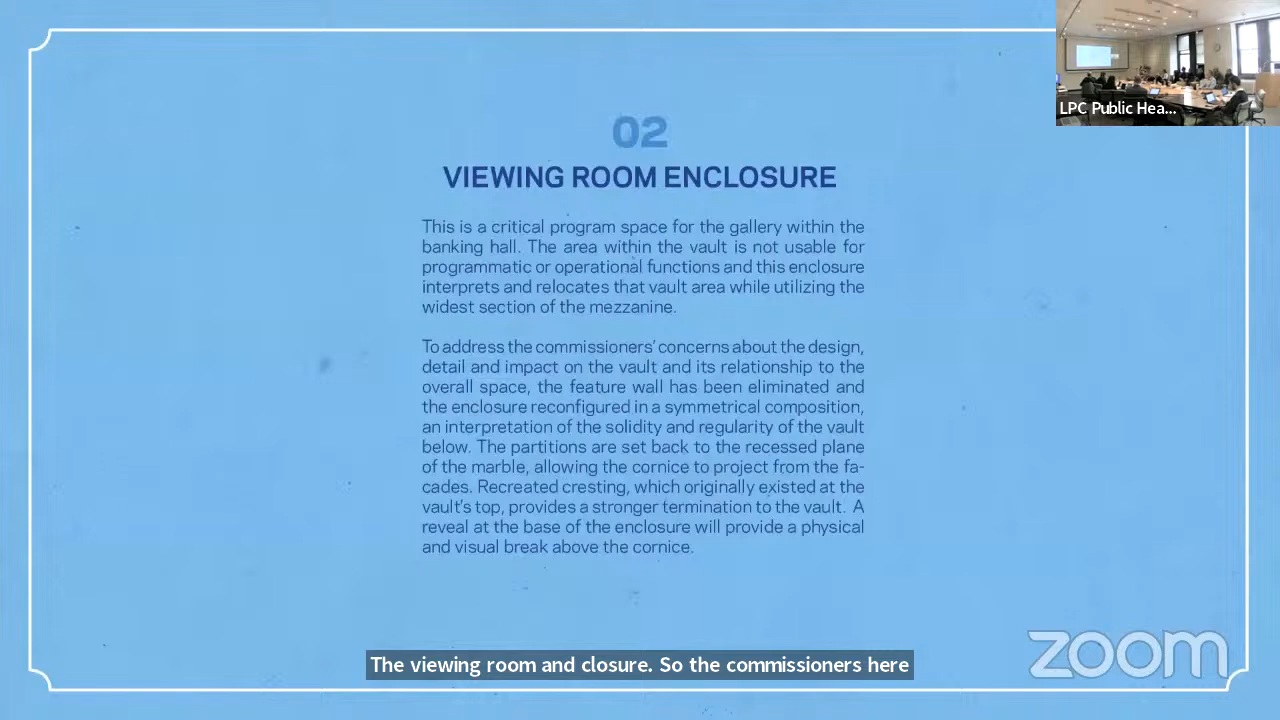 LPC Public Hea...
02
VIEWING ROOM ENCLOSURE
This is a critical program space for the gallery within the
banking hall. The area within the vault is not usable for
programmatic or operational functions and this enclosure
interprets and relocates that vault area while utilizing the
widest section of the mezzanine.
To address the commissioners' concerns about the design,
detail and impact on the vault and its relationship to the
overall space, the feature wall has been eliminated and
the enclosure reconfigured in a symmetrical composition,
an interpretation of the solidity and regularity of the vault
below. The partitions are set back to the recessed plane
of the marble, allowing the cornice to project from the fa-
cades. Recreated cresting, which originally existed at the
vault's top, provides a stronger termination to the vault. A
reveal at the base of the enclosure will provide a physical
and visual break above the cornice.
zoom
The viewing room and closure. So the commissioners here